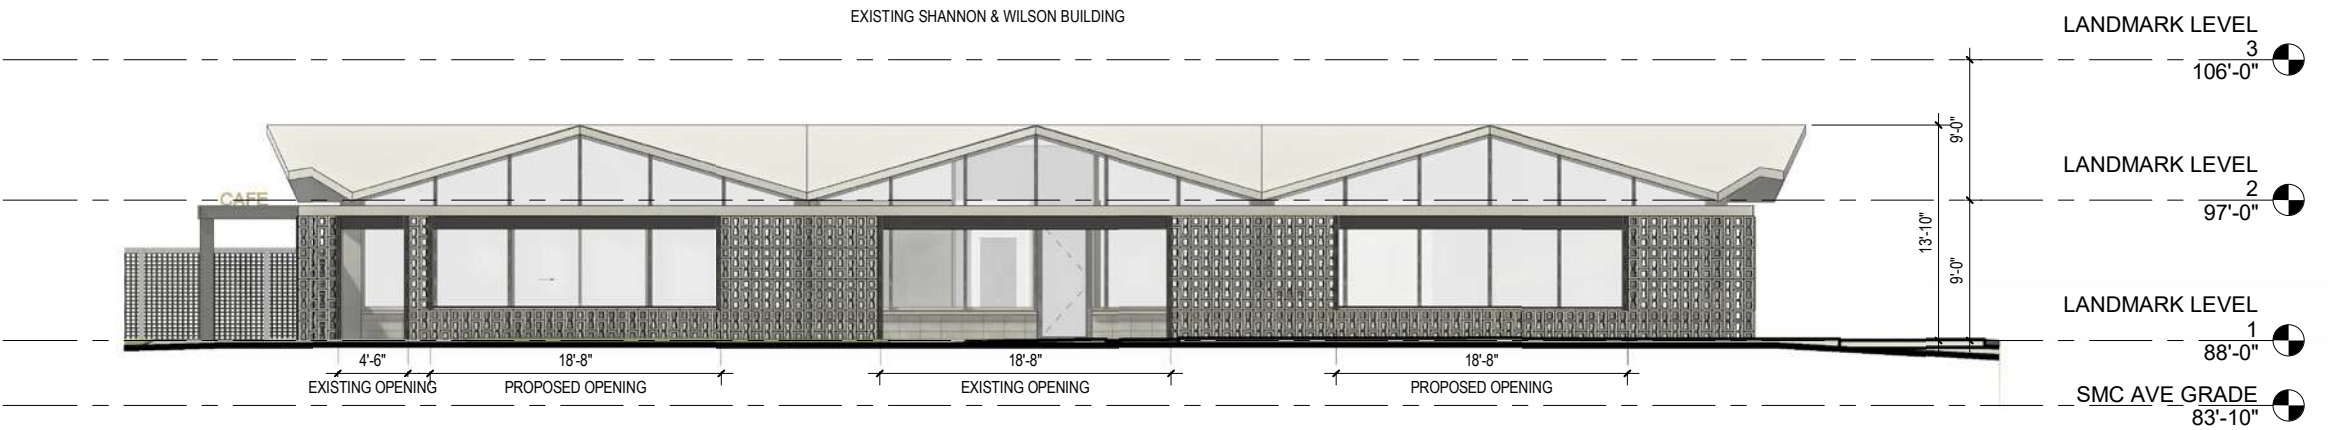 EXISTING SHANNON & WILSON BUILDING
LANDMARK LEVEL
3
106'-0"
9'-0"
LANDMARK LEVEL
2
97'-0"
CAFE
13'-10"
9'-0"
LANDMARK LEVEL
1
88'-0"
4'-6"
18'-8"
18'-8"
18'-8"
EXISTING OPENING
PROPOSED OPENING
EXISTING OPENING
PROPOSED OPENING
SMC AVE GRADE
83'-10"